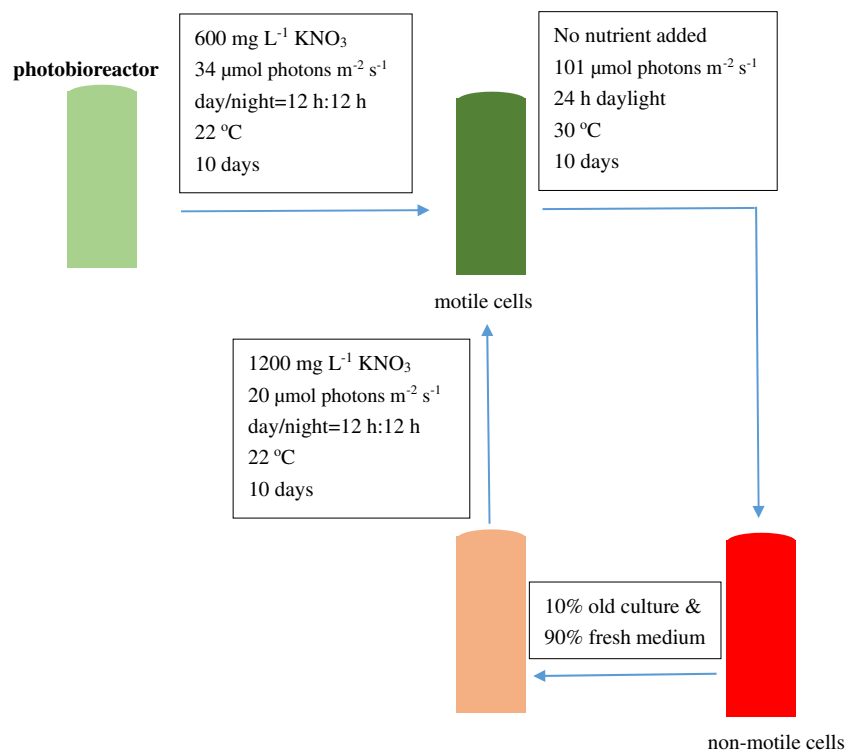 photobioreactor
600 mg L⁻¹ KNO₃
34 µmol photons m⁻² s⁻¹
day/night=12 h:12 h
22 ºC
10 days
No nutrient added
101 µmol photons m⁻² s⁻¹
24 h daylight
30 ºC
10 days
motile cells
1200 mg L⁻¹ KNO₃
20 µmol photons m⁻² s⁻¹
day/night=12 h:12 h
22 ºC
10 days
10% old culture &
90% fresh medium
non-motile cells